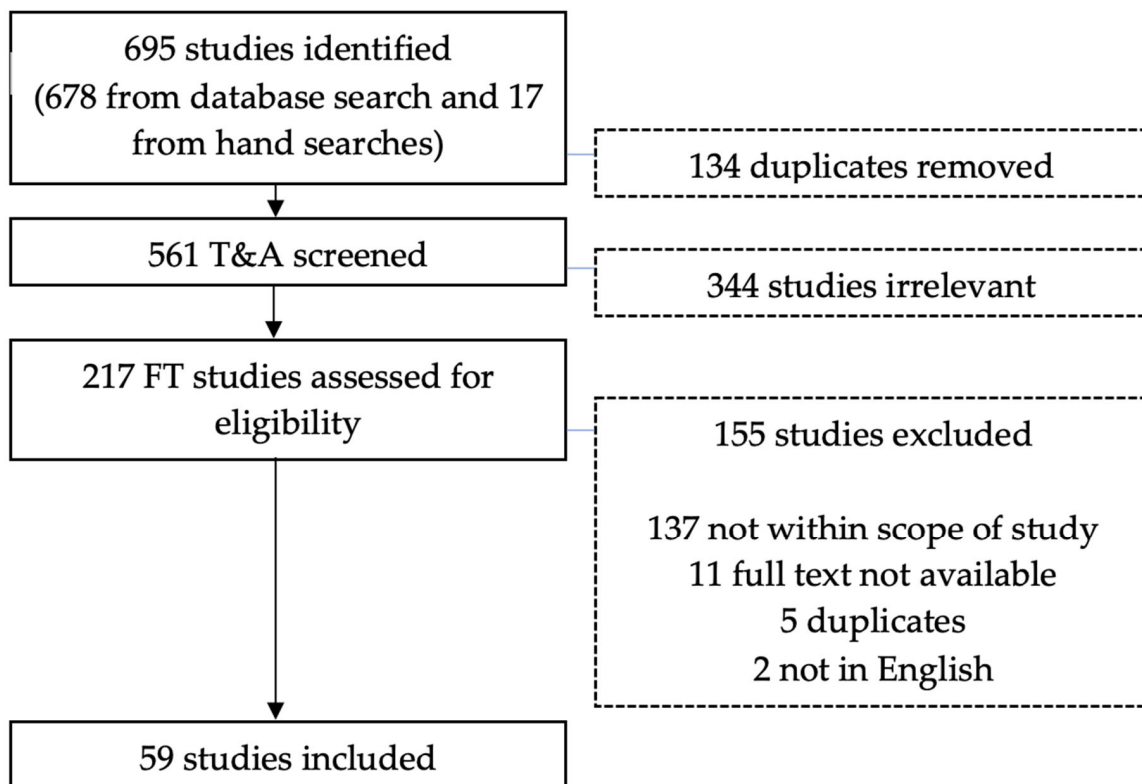 695 studies identified
(678 from database search and 17
from hand searches)
134 duplicates removed
561 T&A screened
344 studies irrelevant
217 FT studies assessed for
eligibility
155 studies excluded
137 not within scope of study
11 full text not available
5 duplicates
2 not in English
59 studies included